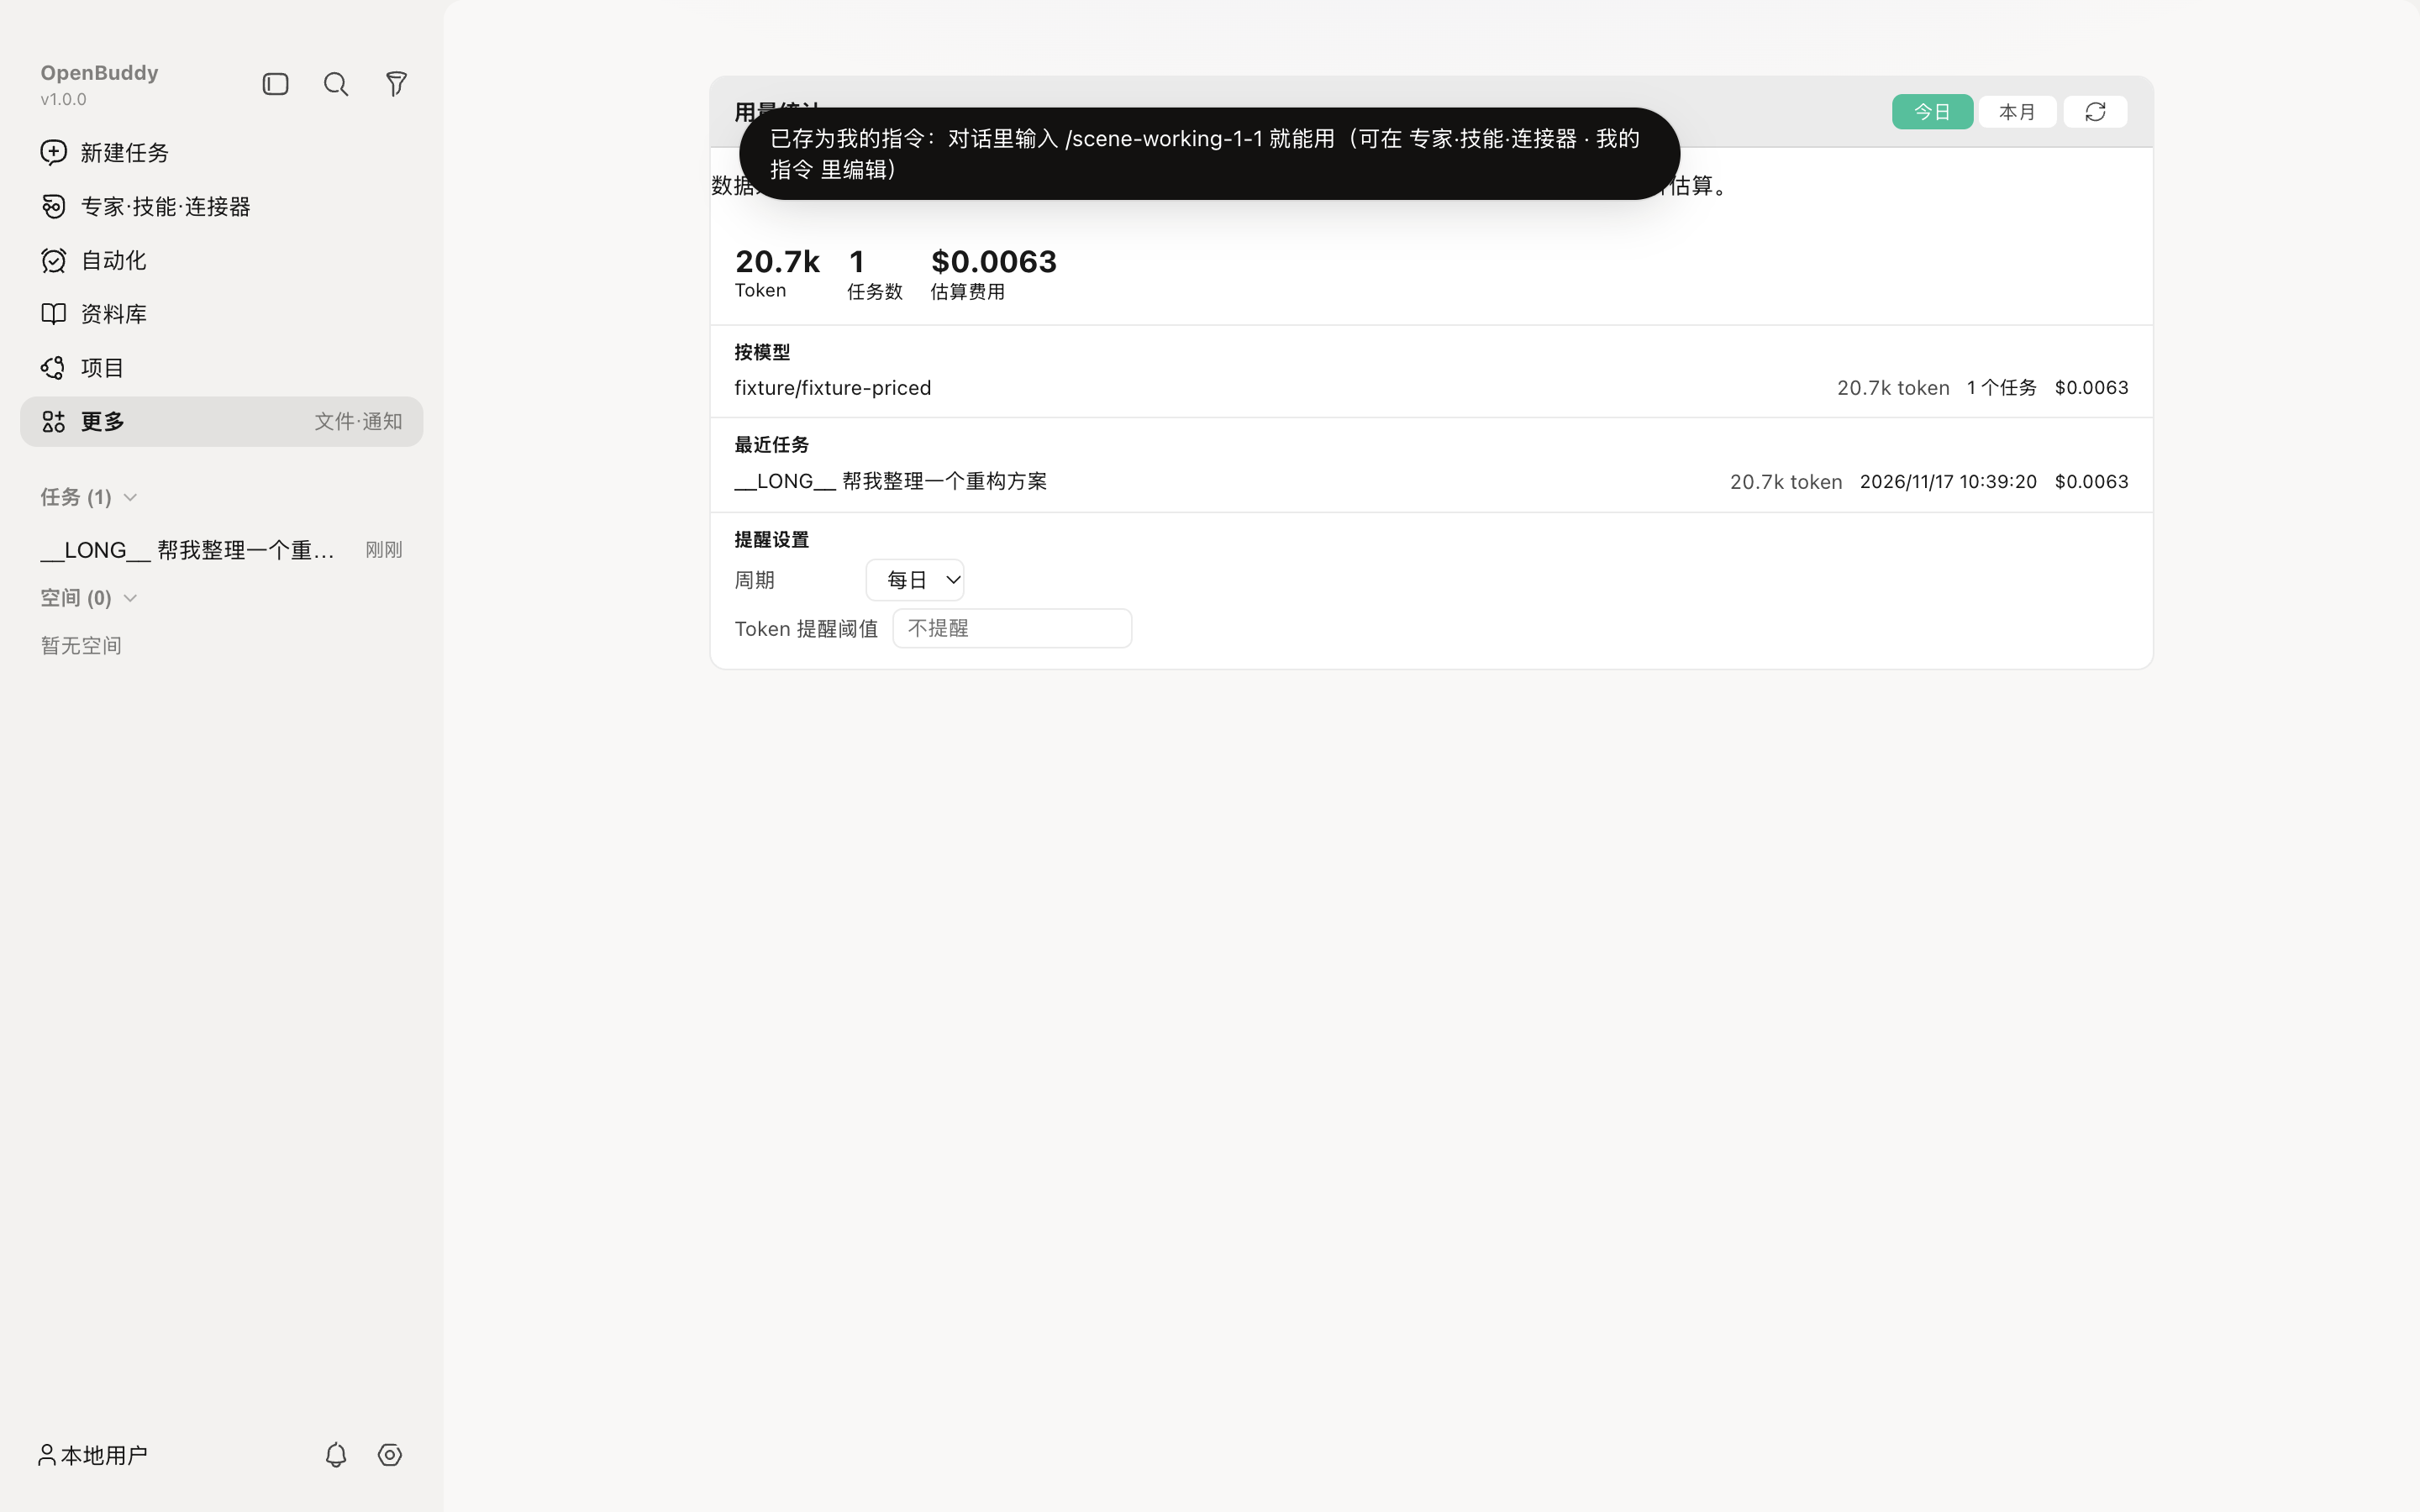 OpenBuddy
v1.0.0
新建任务
专家·技能·连接器
自动化
资料库
项目
更多
文件·通知
任务 (1)
__LONG__ 帮我整理一个重...
刚刚
空间 (0)
暂无空间
本地用户
今日
本月
已存为我的指令：对话里输入 /scene-working-1-1 就能用（可在 专家·技能·连接器 · 我的
指令 里编辑）
数据
估算。
20.7k
Token
1
任务数
$0.0063
估算费用
按模型
fixture/fixture-priced
20.7k token 1 个任务 $0.0063
最近任务
__LONG__ 帮我整理一个重构方案
20.7k token 2026/11/17 10:39:20 $0.0063
提醒设置
周期
每日
Token 提醒阈值
不提醒